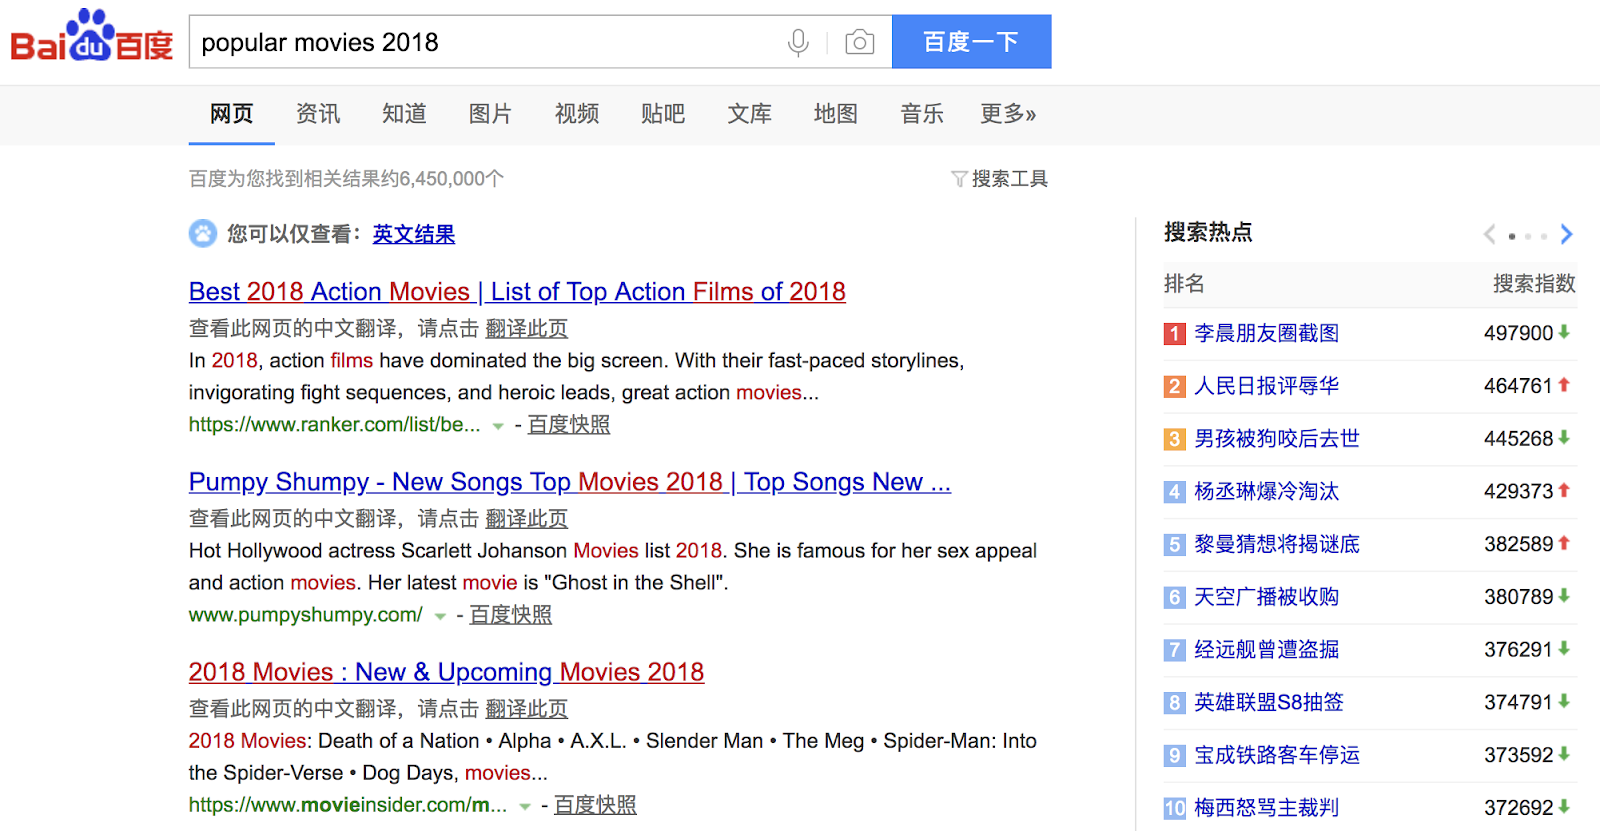 Bai du 百度
popular movies 2018
百度一下
网页 资讯 知道 图片 视频 贴吧 文库 地图 音乐 更多»
百度为您找到相关结果约6,450,000个
搜索工具
您可以仅查看：英文结果
Best 2018 Action Movies | List of Top Action Films of 2018
查看此网页的中文翻译，请点击 翻译此页
In 2018, action films have dominated the big screen. With their fast-paced storylines,
invigorating fight sequences, and heroic leads, great action movies...
https://www.ranker.com/list/be... - 百度快照
Pumpy Shumpy - New Songs Top Movies 2018 | Top Songs New ...
查看此网页的中文翻译，请点击 翻译此页
Hot Hollywood actress Scarlett Johanson Movies list 2018. She is famous for her sex appeal
and action movies. Her latest movie is "Ghost in the Shell".
www.pumpyshumpy.com/ - 百度快照
2018 Movies : New & Upcoming Movies 2018
查看此网页的中文翻译，请点击 翻译此页
2018 Movies: Death of a Nation • Alpha • A.X.L. • Slender Man • The Meg • Spider-Man: Into
the Spider-Verse • Dog Days, movies...
https://www.movieinsider.com/m... - 百度快照
搜索热点
排名 搜索指数
1 李晨朋友圈截图 497900
2 人民日报评辱华 464761
3 男孩被狗咬后去世 445268
4 杨丞琳爆冷淘汰 429373
5 黎曼猜想将揭谜底 382589
6 天空广播被收购 380789
7 经远舰曾遭盗掘 376291
8 英雄联盟S8抽签 374791
9 宝成铁路客车停运 373592
10 梅西怒骂主裁判 372692